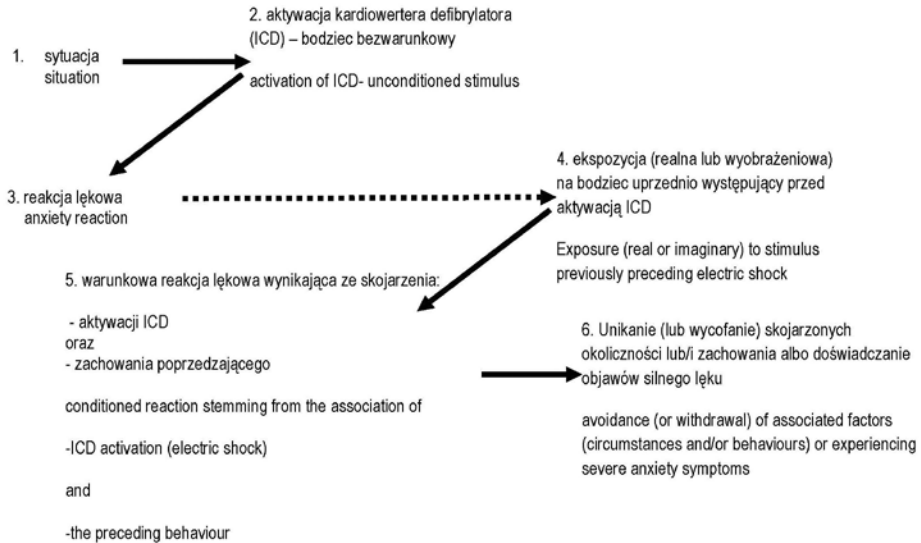 1. sytuacja
situation
2. aktywacja kardiowertera defibrylatora
(ICD) – bodziec bezwarunkowy
activation of ICD- unconditioned stimulus
3. reakcja lękowa
anxiety reaction
4. ekspozycja (realna lub wyobrażeniowa)
na bodziec uprzednio występujący przed
aktywacją ICD
Exposure (real or imaginary) to stimulus
previously preceding electric shock
5. warunkowa reakcja lękowa wynikająca ze skojarzenia:
- aktywacji ICD
oraz
- zachowania poprzedzającego
conditioned reaction stemming from the association of
-ICD activation (electric shock)
and
-the preceding behaviour
6. Unikanie (lub wycofanie) skojarzonych
okoliczności lub/i zachowania albo doświadczanie
objawów silnego lęku
avoidance (or withdrawal) of associated factors
(circumstances and/or behaviours) or experiencing
severe anxiety symptoms